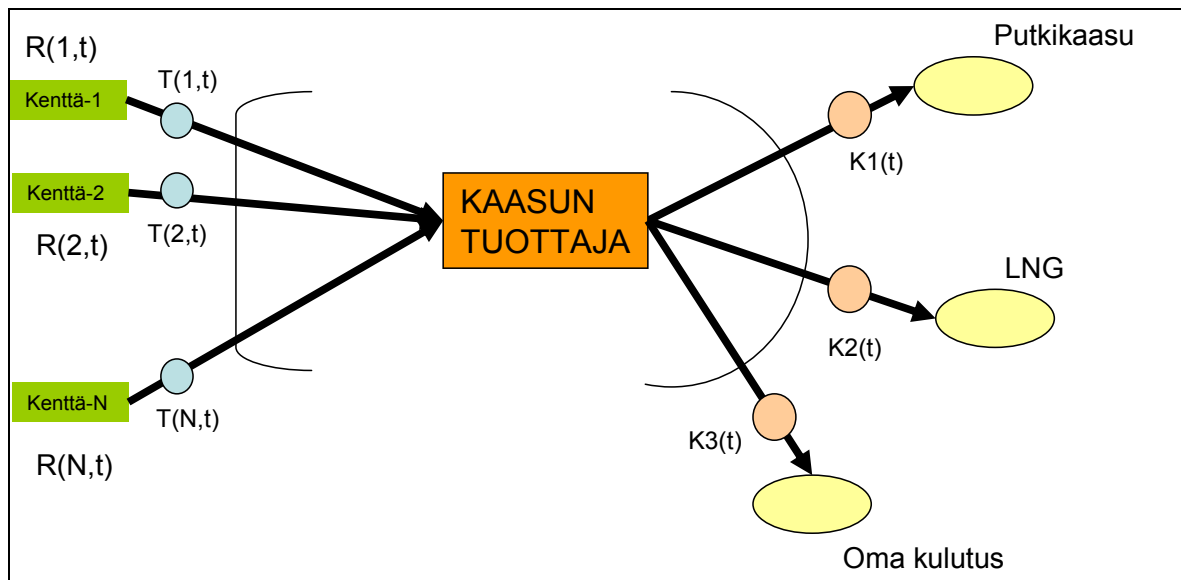 R(1,t)
Kenttä-1
T(1,t)
Kenttä-2
T(2,t)
R(2,t)
Kenttä-N
T(N,t)
R(N,t)
KAASUN
TUOTTAJA
Putkikaasu
K1(t)
LNG
K2(t)
K3(t)
Oma kulutus